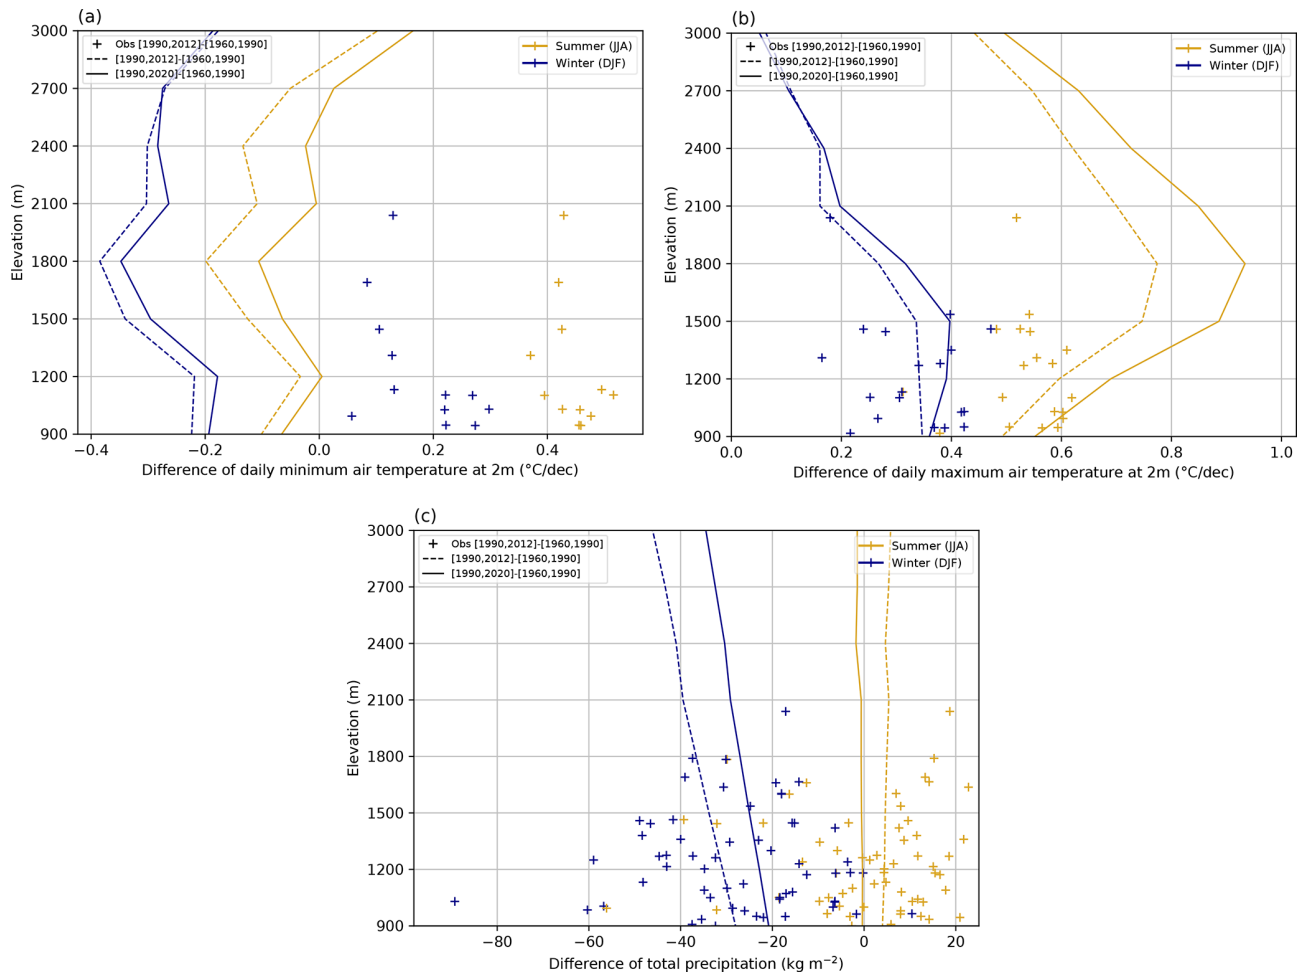 (a)
3000
2700
2400
2100
1800
1500
1200
900
Elevation (m)
Obs [1990,2012]-[1960,1990]
[1990,2012]-[1960,1990]
[1990,2020]-[1960,1990]
Summer (JJA)
Winter (DJF)
−0.4
−0.2
0.0
0.2
0.4
Difference of daily minimum air temperature at 2m (°C/dec)
(b)
3000
2700
2400
2100
1800
1500
1200
900
Elevation (m)
Obs [1990,2012]-[1960,1990]
[1990,2012]-[1960,1990]
[1990,2020]-[1960,1990]
Summer (JJA)
Winter (DJF)
0.0
0.2
0.4
0.6
0.8
1.0
Difference of daily maximum air temperature at 2m (°C/dec)
(c)
3000
2700
2400
2100
1800
1500
1200
900
Elevation (m)
Obs [1990,2012]-[1960,1990]
[1990,2012]-[1960,1990]
[1990,2020]-[1960,1990]
Summer (JJA)
Winter (DJF)
−80
−60
−40
−20
0
20
Difference of total precipitation (kg m⁻²)